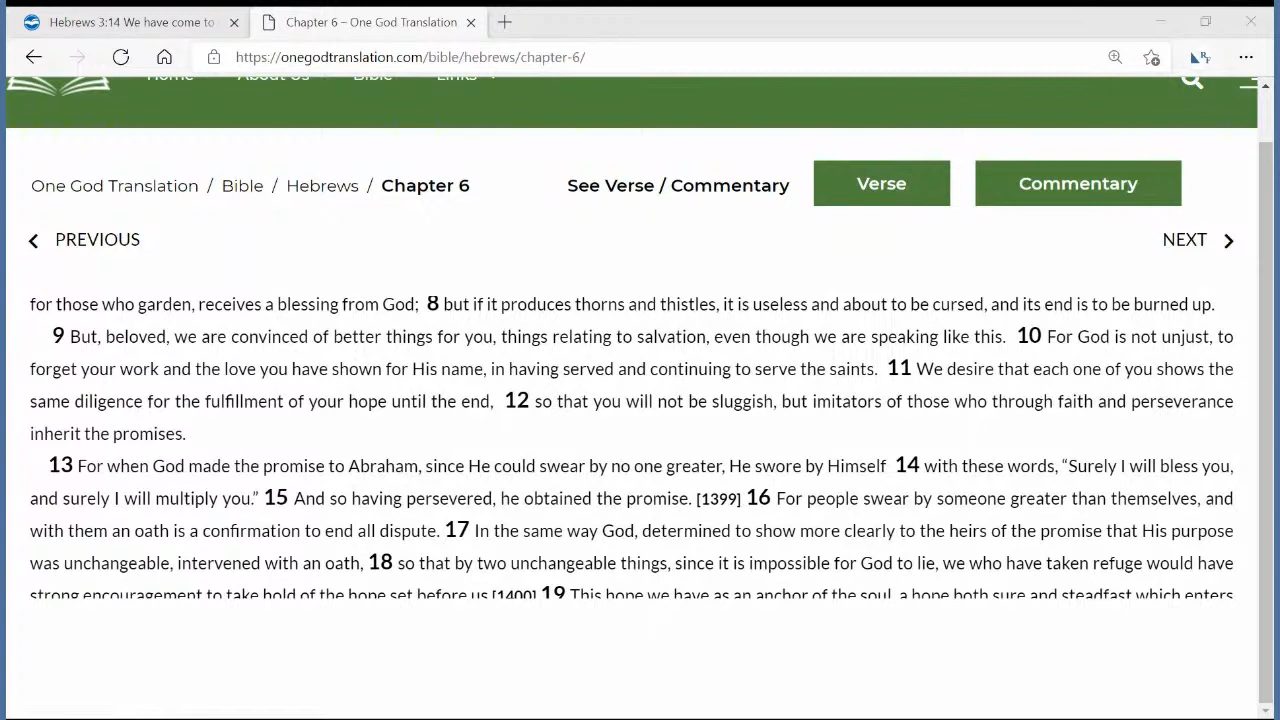 Hebrews 3:14 We have come to
Chapter 6 – One God Translation
https://onegodtranslation.com/bible/hebrews/chapter-6/
Home About Us Bible Links
One God Translation / Bible / Hebrews / Chapter 6 See Verse / Commentary Verse Commentary
PREVIOUS NEXT
for those who garden, receives a blessing from God; 8 but if it produces thorns and thistles, it is useless and about to be cursed, and its end is to be burned up.
9 But, beloved, we are convinced of better things for you, things relating to salvation, even though we are speaking like this. 10 For God is not unjust, to
forget your work and the love you have shown for His name, in having served and continuing to serve the saints. 11 We desire that each one of you shows the
same diligence for the fulfillment of your hope until the end, 12 so that you will not be sluggish, but imitators of those who through faith and perseverance
inherit the promises.
13 For when God made the promise to Abraham, since He could swear by no one greater, He swore by Himself 14 with these words, “Surely I will bless you,
and surely I will multiply you.” 15 And so having persevered, he obtained the promise. [1399] 16 For people swear by someone greater than themselves, and
with them an oath is a confirmation to end all dispute. 17 In the same way God, determined to show more clearly to the heirs of the promise that His purpose
was unchangeable, intervened with an oath, 18 so that by two unchangeable things, since it is impossible for God to lie, we who have taken refuge would have
strong encouragement to take hold of the hope set before us [1400] 19 This hope we have as an anchor of the soul, a hope both sure and steadfast which enters